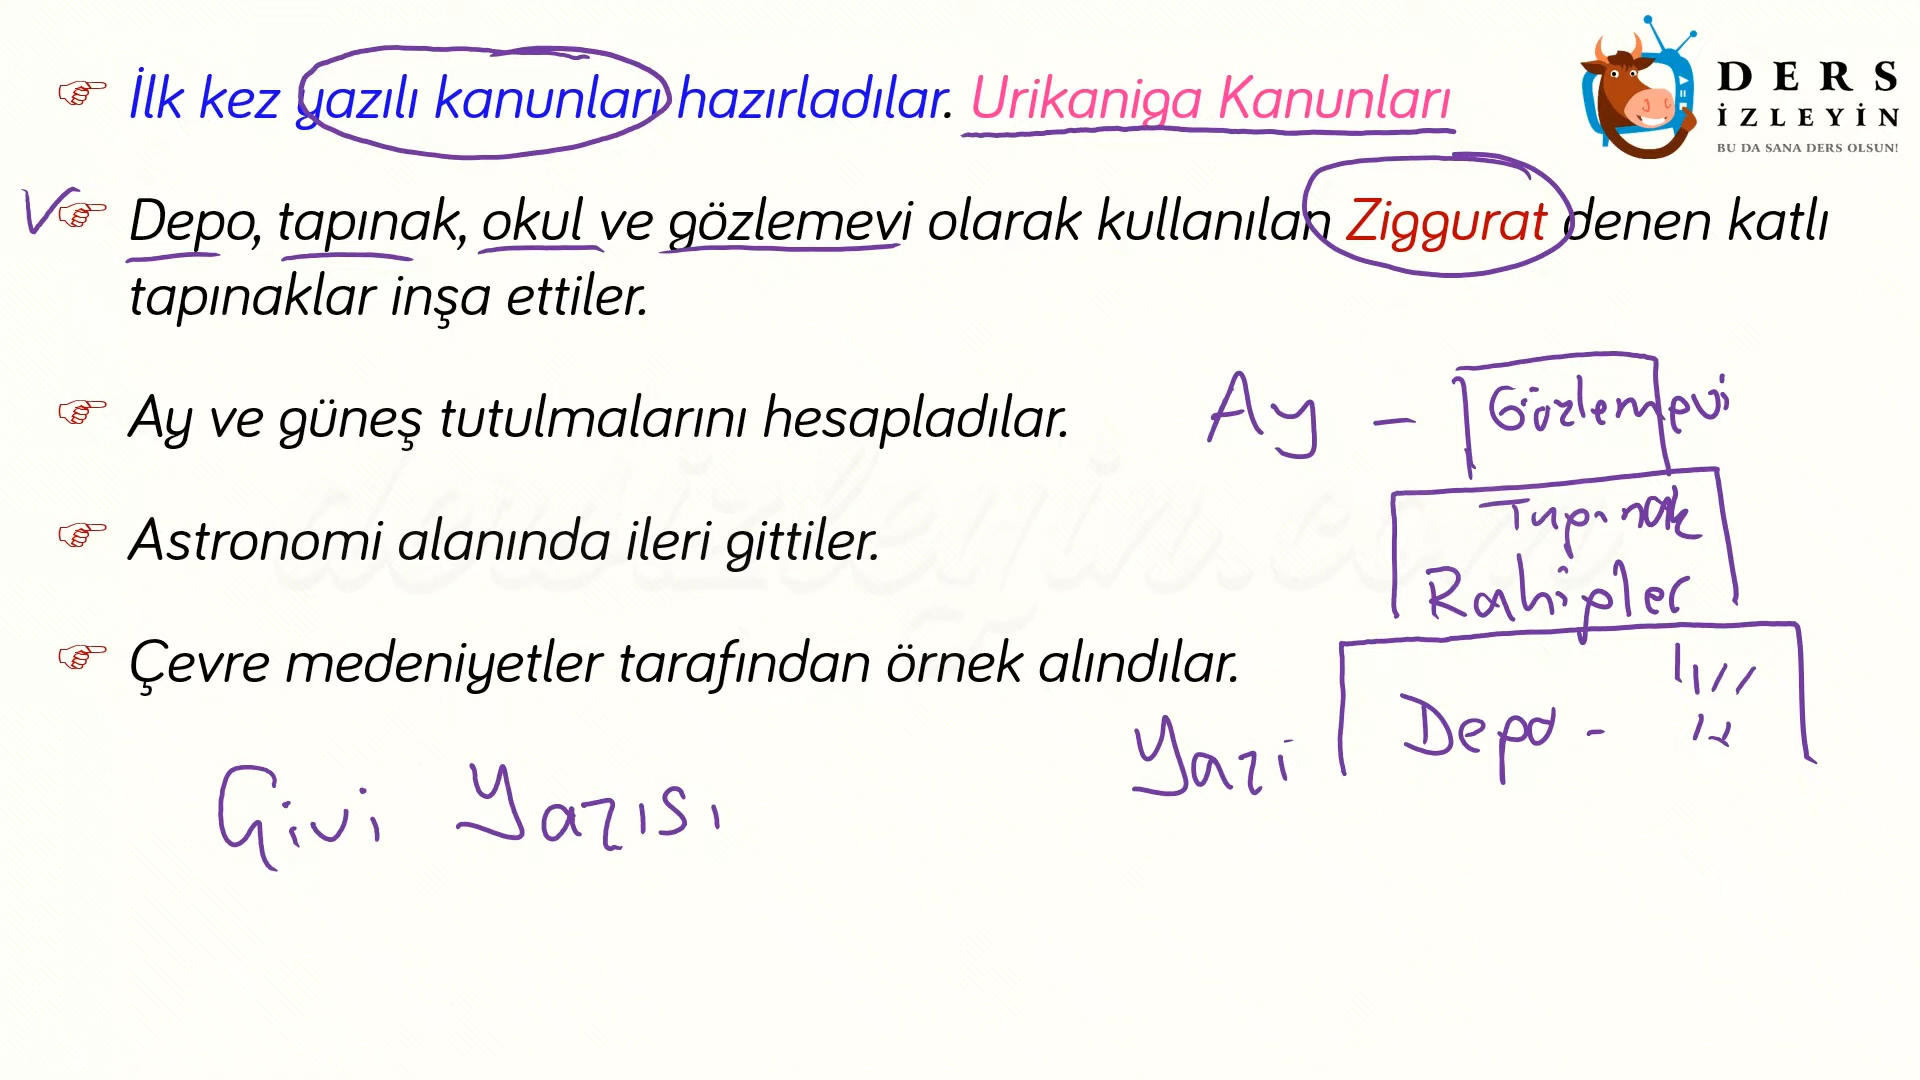 İlk kez yazılı kanunları hazırladılar. Urikaniga Kanunları
DERS
İZLEYİN
BU DA SANA DERS OLSUN!
Depo, tapınak, okul ve gözlemevi olarak kullanılan Ziggurat denen katlı
tapınaklar inşa ettiler.
Ay ve güneş tutulmalarını hesapladılar.
Ay - Gözlemevi
Tapınak
Astronomi alanında ileri gittiler.
Rahipler
Çevre medeniyetler tarafından örnek alındılar.
Yazi
Depo -
Çivi Yazısı